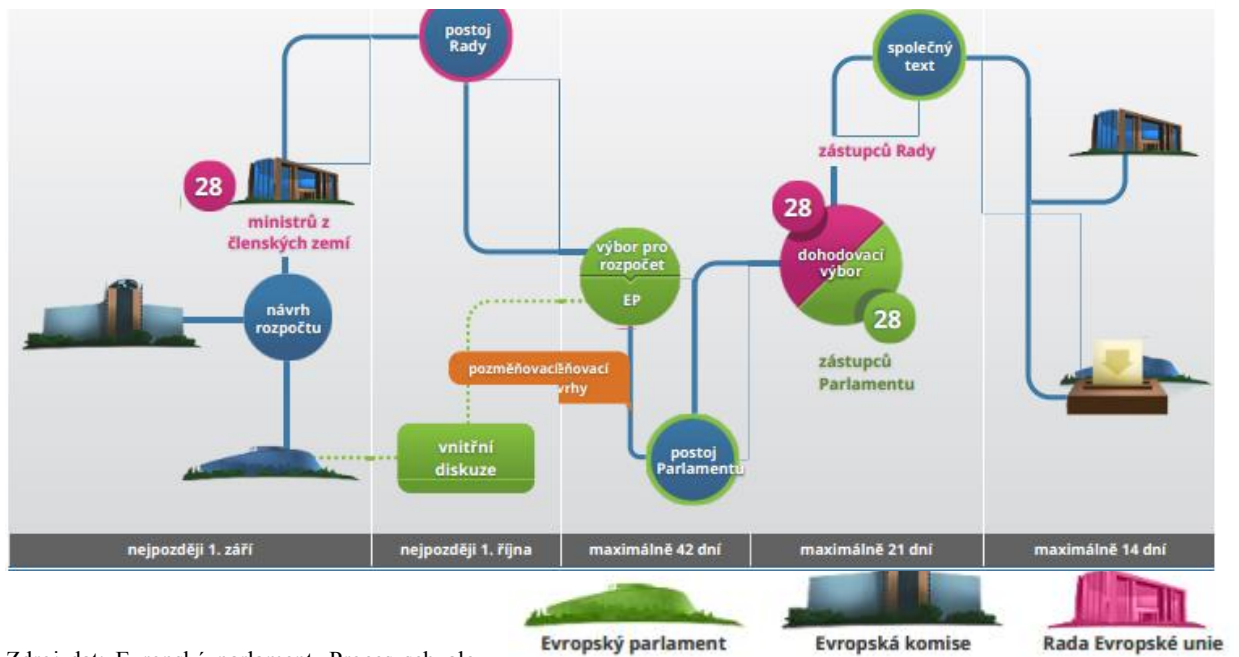 postoj
Rady
společný
text
28
ministrů z
členských zemí
zástupců Rady
28
dohodovací
výbor
28
zástupců
Parlamentu
návrh
rozpočtu
výbor pro
rozpočet
EP
pozměňovací
vnitřní
diskuze
postoj
Parlamentu
nejpozději 1. září
nejpozději 1. října
maximálně 42 dní
maximálně 21 dní
maximálně 14 dní
Evropský parlament
Evropská komise
Rada Evropské unie